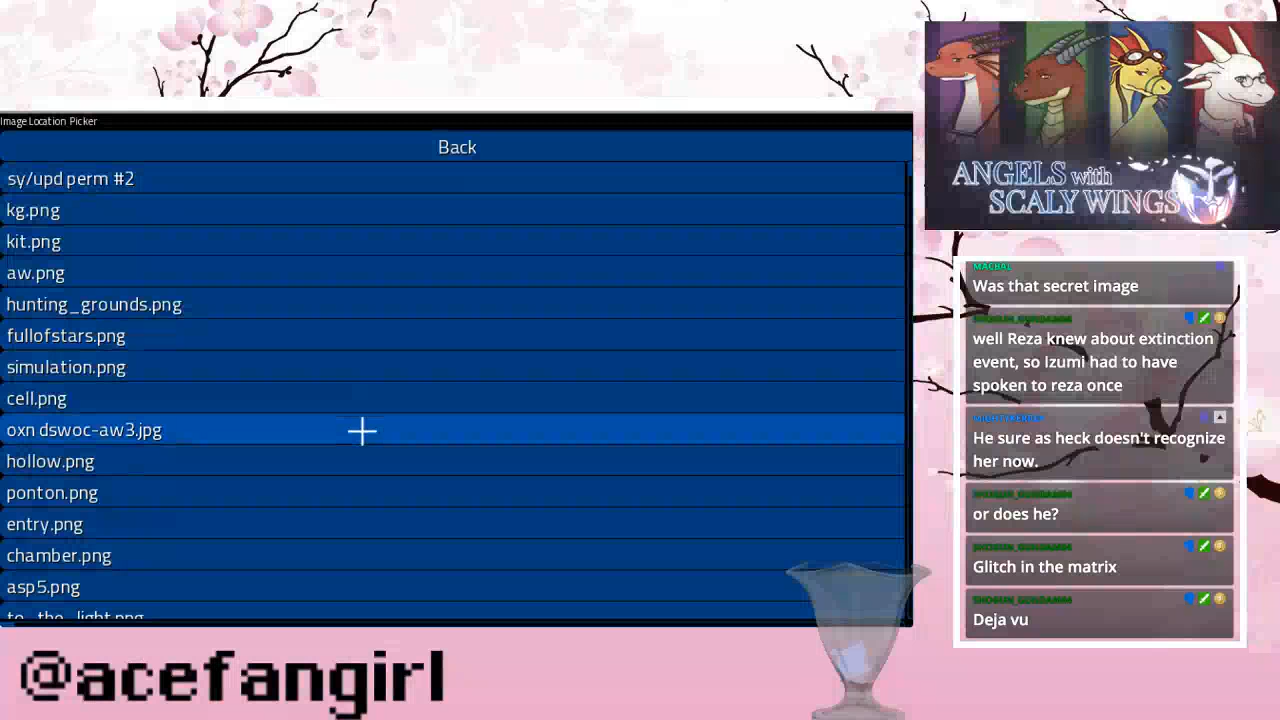 Image Location Picker
Back
sy/upd perm #2
kg.png
kit.png
aw.png
hunting_grounds.png
fullofstars.png
simulation.png
cell.png
oxn dswoc-aw3.jpg
hollow.png
ponton.png
entry.png
chamber.png
asp5.png
to_the_light.png
@acefangirl
ANGELS with
SCALY WINGS
Was that secret image
well Reza knew about extinction
event, so Izumi had to have
spoken to reza once
He sure as heck doesn't recognize
her now.
or does he?
Glitch in the matrix
SHOGUN_GUNDAMN
Deja vu